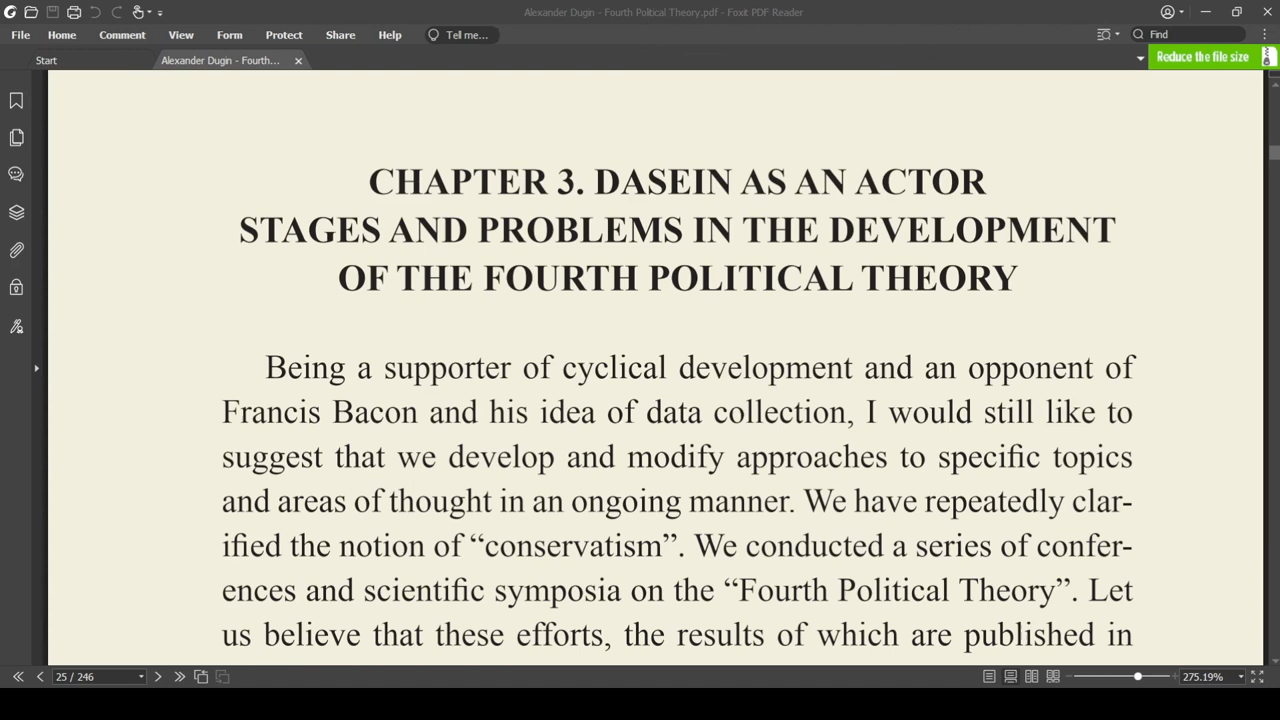 Alexander Dugin - Fourth Political Theory.pdf - Foxit PDF Reader
File Home Comment View Form Protect Share Help Tell me... Find
Start Alexander Dugin - Fourth... Reduce the file size
CHAPTER 3. DASEIN AS AN ACTOR
STAGES AND PROBLEMS IN THE DEVELOPMENT
OF THE FOURTH POLITICAL THEORY
Being a supporter of cyclical development and an opponent of
Francis Bacon and his idea of data collection, I would still like to
suggest that we develop and modify approaches to specific topics
and areas of thought in an ongoing manner. We have repeatedly clar-
ified the notion of “conservatism”. We conducted a series of confer-
ences and scientific symposia on the “Fourth Political Theory”. Let
us believe that these efforts, the results of which are published in
25 / 246 275.19%